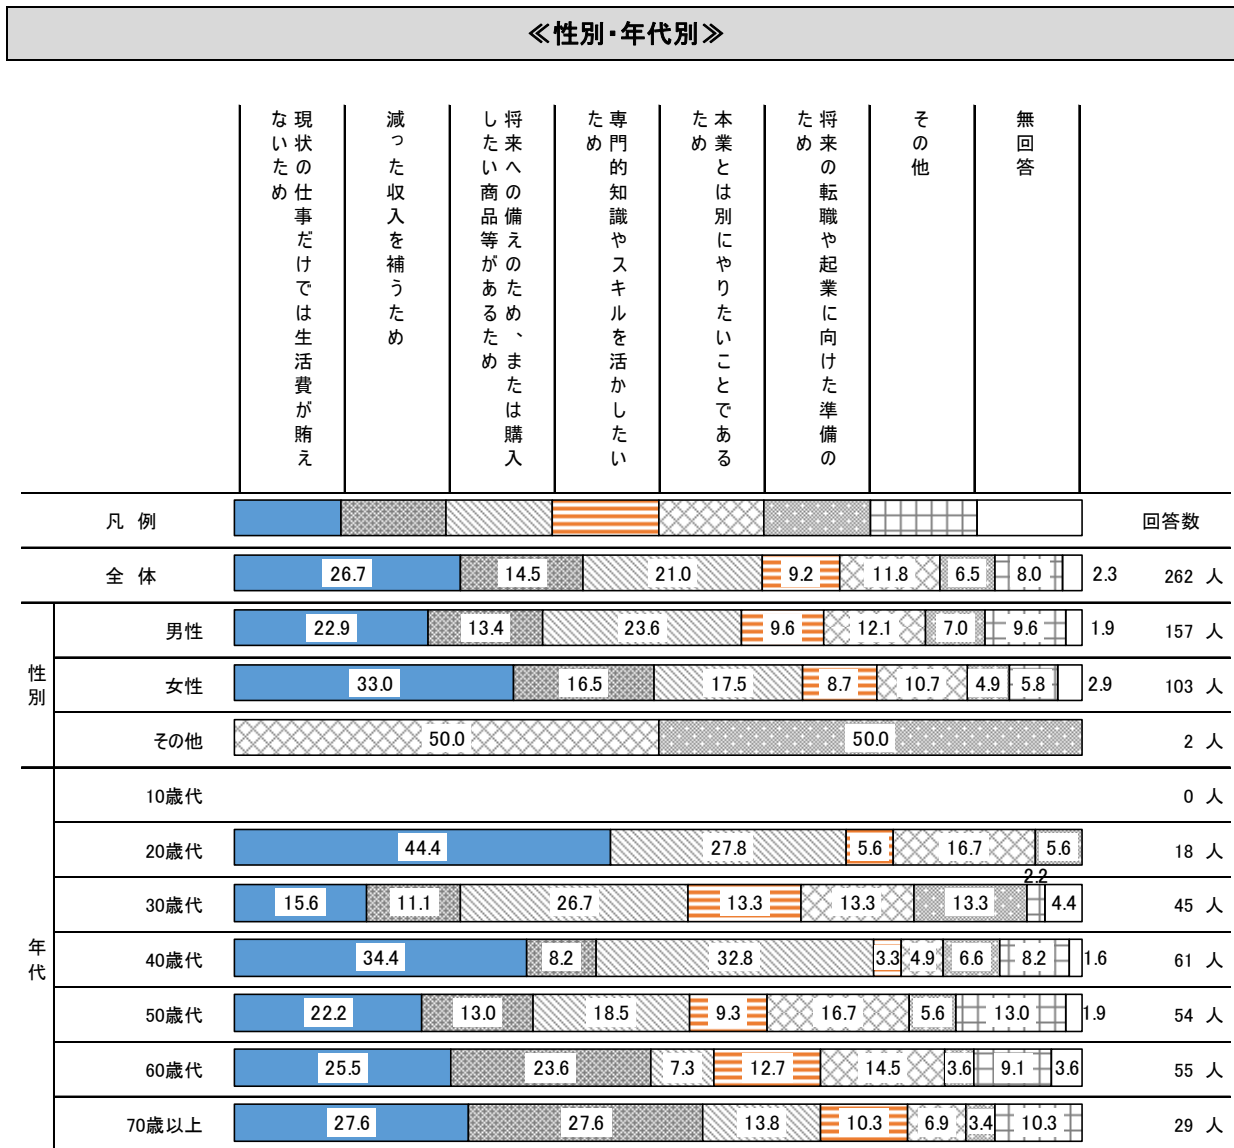 ≪性別・年代別≫
現状の仕事だけでは生活費が賄え
ないため
減った収入を補うため
将来への備えのため、または購入
したい商品等があるため
専門的知識やスキルを活かしたい
ため
本業とは別にやりたいことである
ため
将来の転職や起業に向けた準備の
ため
その他
無回答
凡 例 回答数
全 体 26.7 14.5 21.0 9.2 11.8 6.5 8.0 2.3 262 人
性別
男性 22.9 13.4 23.6 9.6 12.1 7.0 9.6 1.9 157 人
女性 33.0 16.5 17.5 8.7 10.7 4.9 5.8 2.9 103 人
その他 50.0 50.0 2 人
年代
10歳代 0 人
20歳代 44.4 27.8 5.6 16.7 5.6 18 人
30歳代 15.6 11.1 26.7 13.3 13.3 13.3 2.2 4.4 45 人
40歳代 34.4 8.2 32.8 3.3 4.9 6.6 8.2 1.6 61 人
50歳代 22.2 13.0 18.5 9.3 16.7 5.6 13.0 1.9 54 人
60歳代 25.5 23.6 7.3 12.7 14.5 3.6 9.1 3.6 55 人
70歳以上 27.6 27.6 13.8 10.3 6.9 3.4 10.3 29 人